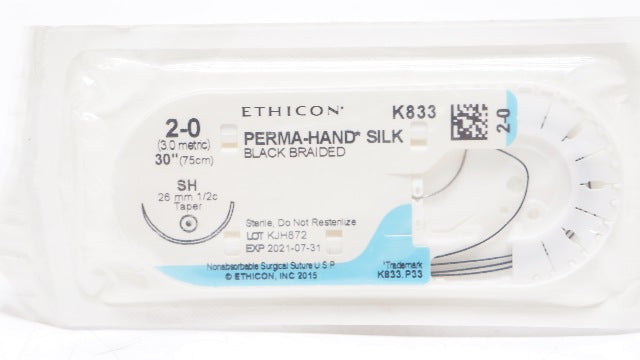 ETHICON*
K833
2-0
2-0
(3.0 metric)
30" (75cm)
PERMA-HAND* SILK
BLACK BRAIDED
SH
26 mm 1/2c
Taper
Sterile, Do Not Resterilize
LOT KJH872
EXP 2021-07-31
Nonabsorbable Surgical Suture U S P
© ETHICON, INC 2015
*Trademark
K833.P33